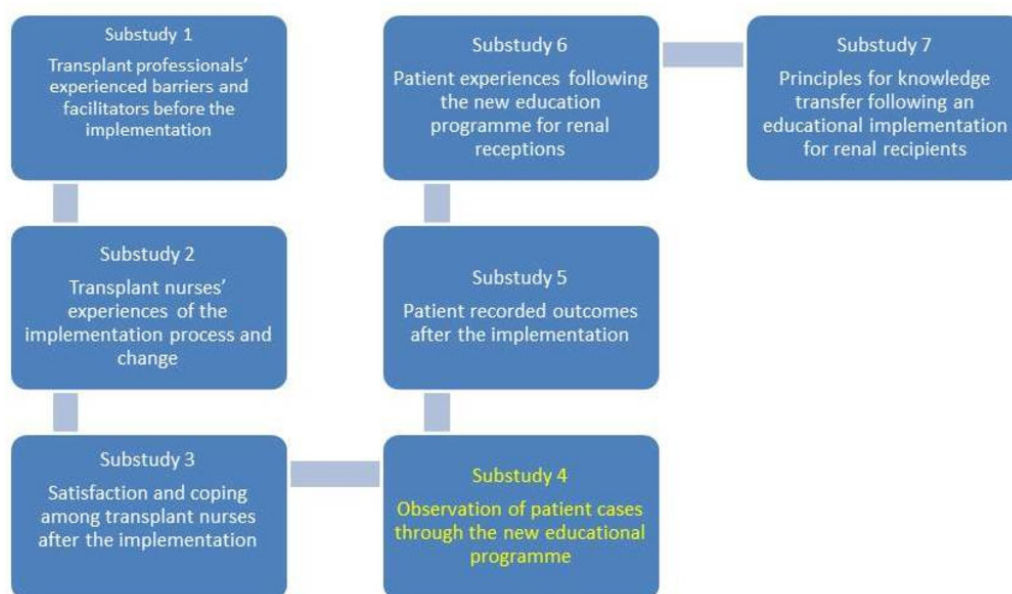 Substudy 1
Transplant professionals'
experienced barriers and
facilitators before the
implementation
Substudy 2
Transplant nurses'
experiences of the
implementation process and
change
Substudy 3
Satisfaction and coping
among transplant nurses
after the implementation
Substudy 4
Observation of patient cases
through the new educational
programme
Substudy 5
Patient recorded outcomes
after the implementation
Substudy 6
Patient experiences following
the new education
programme for renal
receptions
Substudy 7
Principles for knowledge
transfer following an
educational implementation
for renal recipients